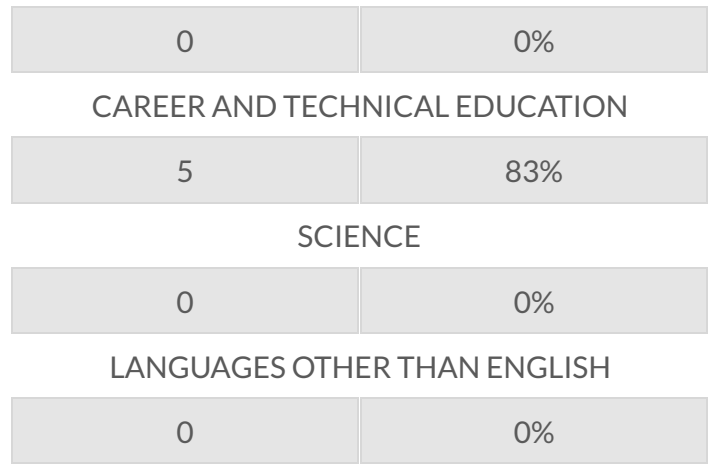 0 0%
CAREER AND TECHNICAL EDUCATION
5 83%
SCIENCE
0 0%
LANGUAGES OTHER THAN ENGLISH
0 0%